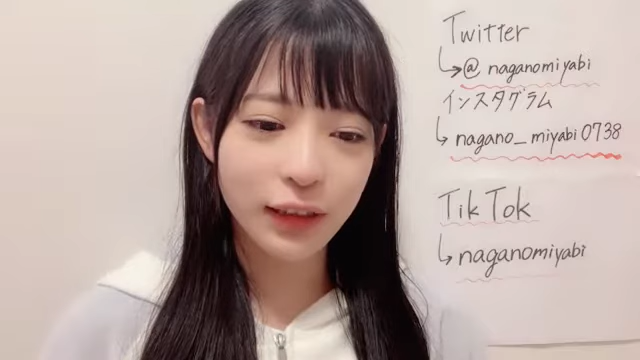 Twitter
↳@ naganomiyabi
インスタグラム
↳ nagano_miyabi0738
TikTok
↳ naganomiyabi